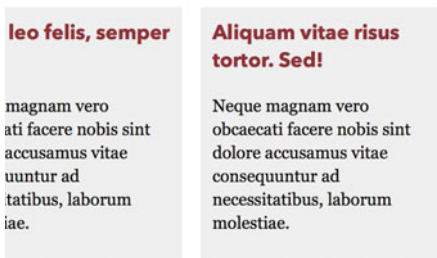 leo felis, semper
magnam vero
facere nobis sint
accusamus vitae
ad
laborum
Aliquam vitae risus
tortor. Sed!
Neque magnam vero
obcaecati facere nobis sint
dolore accusamus vitae
consequuntur ad
necessitatibus, laborum
molestiae.